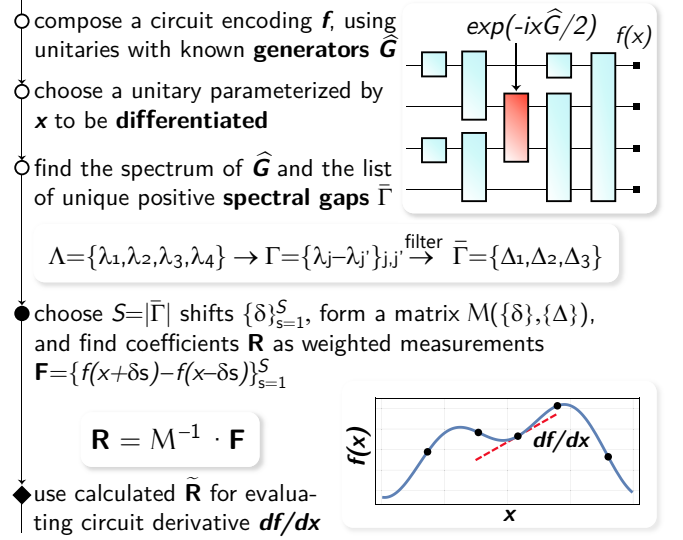 compose a circuit encoding f, using
unitaries with known generators Ĝ
exp(-ixĜ/2)
f(x)
choose a unitary parameterized by
x to be differentiated
find the spectrum of Ĝ and the list
of unique positive spectral gaps Γ̄
Λ={λ₁,λ₂,λ₃,λ₄} → Γ={λj–λj'}j,j' filter→ Γ̄={Δ₁,Δ₂,Δ₃}
choose S=|Γ̄| shifts {δ}ˢₛ₌₁, form a matrix M({δ},{Δ}),
and find coefficients R as weighted measurements
F={f(x+δs)–f(x–δs)}ˢₛ₌₁
R = M⁻¹ · F
f(x)
df/dx
x
use calculated R̃ for evalua-
ting circuit derivative df/dx